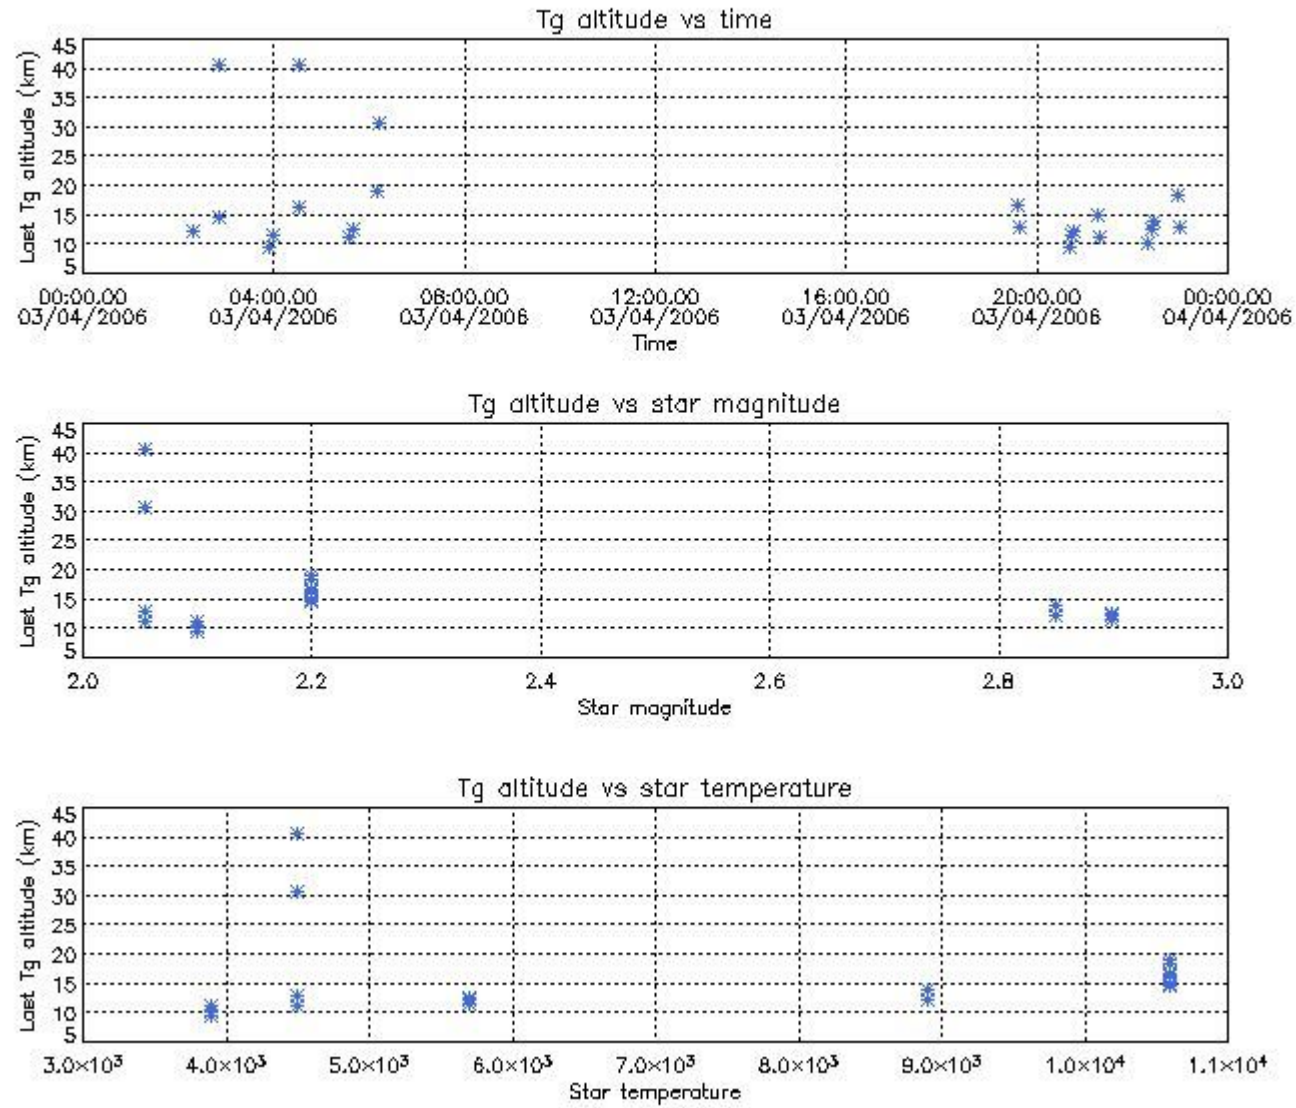 Tg altitude vs time
Last Tg altitude (km)
45
40
35
30
25
20
15
10
5
00:00.00 04:00.00 08:00.00 12:00.00 16:00.00 20:00.00 00:00.00
03/04/2006 03/04/2006 03/04/2006 03/04/2006 03/04/2006 03/04/2006 04/04/2006
Time
Tg altitude vs star magnitude
Last Tg altitude (km)
45
40
35
30
25
20
15
10
5
2.0 2.2 2.4 2.6 2.8 3.0
Star magnitude
Tg altitude vs star temperature
Last Tg altitude (km)
45
40
35
30
25
20
15
10
5
3.0×10³ 4.0×10³ 5.0×10³ 6.0×10³ 7.0×10³ 8.0×10³ 9.0×10³ 1.0×10⁴ 1.1×10⁴
Star temperature